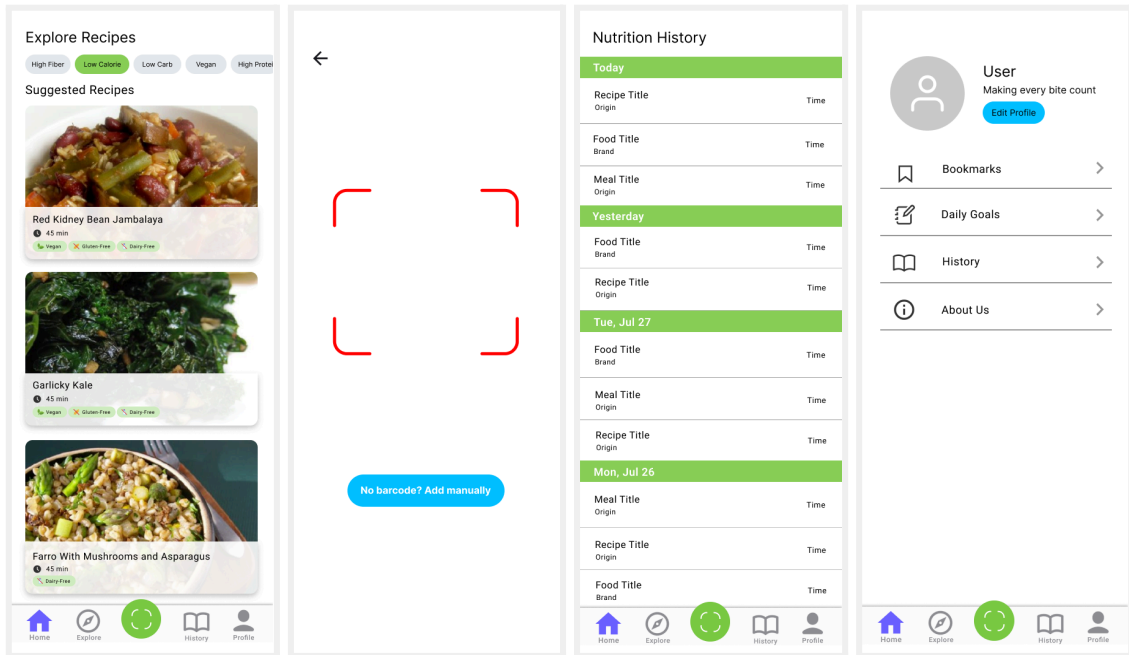 Explore Recipes
High Fiber
Low Calorie
Low Carb
Vegan
High Protei
Suggested Recipes
Red Kidney Bean Jambalaya
45 min
Vegan
Gluten-Free
Dairy-Free
Garlicky Kale
45 min
Vegan
Gluten-Free
Dairy-Free
Farro With Mushrooms and Asparagus
45 min
Dairy-Free
Home
Explore
History
Profile
No barcode? Add manually
Nutrition History
Today
Recipe Title
Origin
Time
Food Title
Brand
Time
Meal Title
Origin
Time
Yesterday
Food Title
Brand
Time
Recipe Title
Origin
Time
Tue, Jul 27
Food Title
Brand
Time
Meal Title
Origin
Time
Recipe Title
Origin
Time
Mon, Jul 26
Meal Title
Origin
Time
Recipe Title
Origin
Time
Food Title
Brand
Time
Home
Explore
History
Profile
User
Making every bite count
Edit Profile
Bookmarks
Daily Goals
History
About Us
Home
Explore
History
Profile